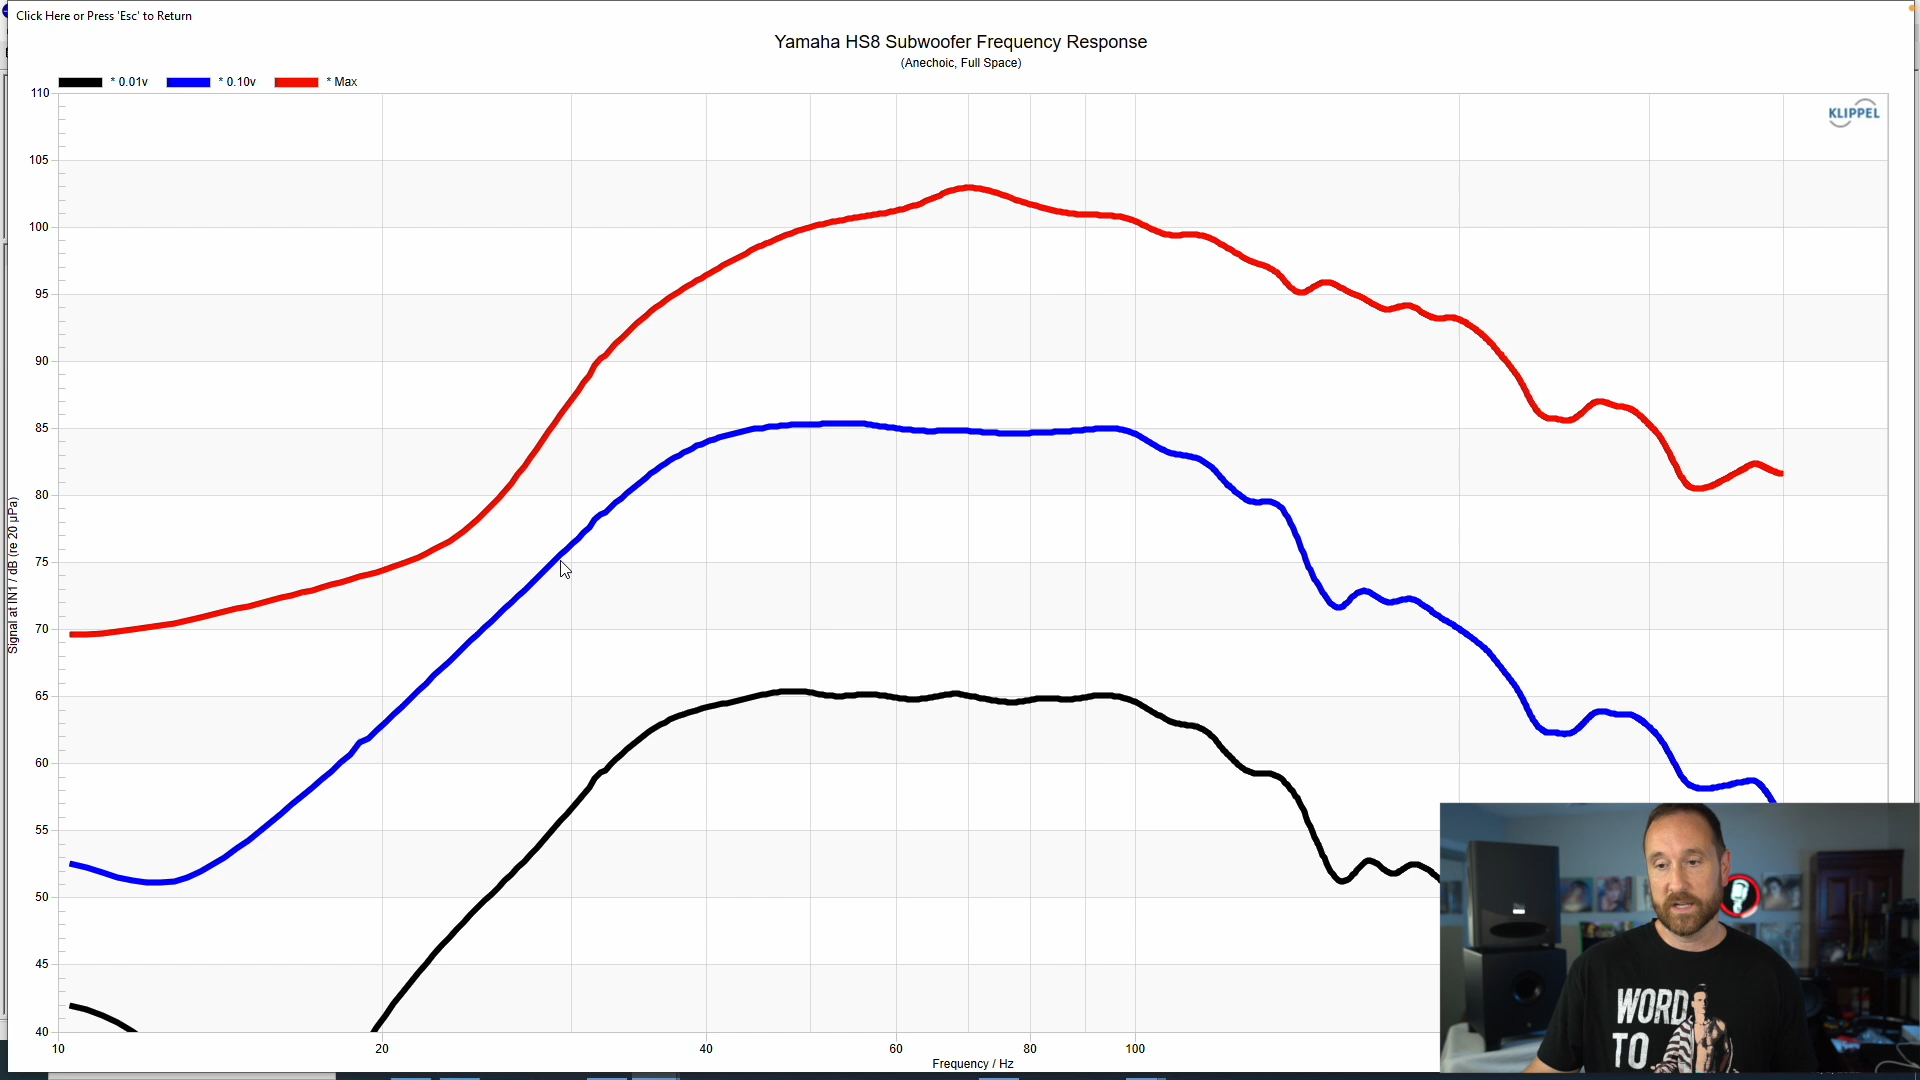 Click Here or Press 'Esc' to Return
Yamaha HS8 Subwoofer Frequency Response
(Anechoic, Full Space)
* 0.01v * 0.10v * Max
KLIPPEL
110
105
100
95
90
85
80
75
70
65
60
55
50
45
40
Signal at IN1 / dB (re 20 µPa)
10 20 40 60 80 100
Frequency / Hz
WORD
TO